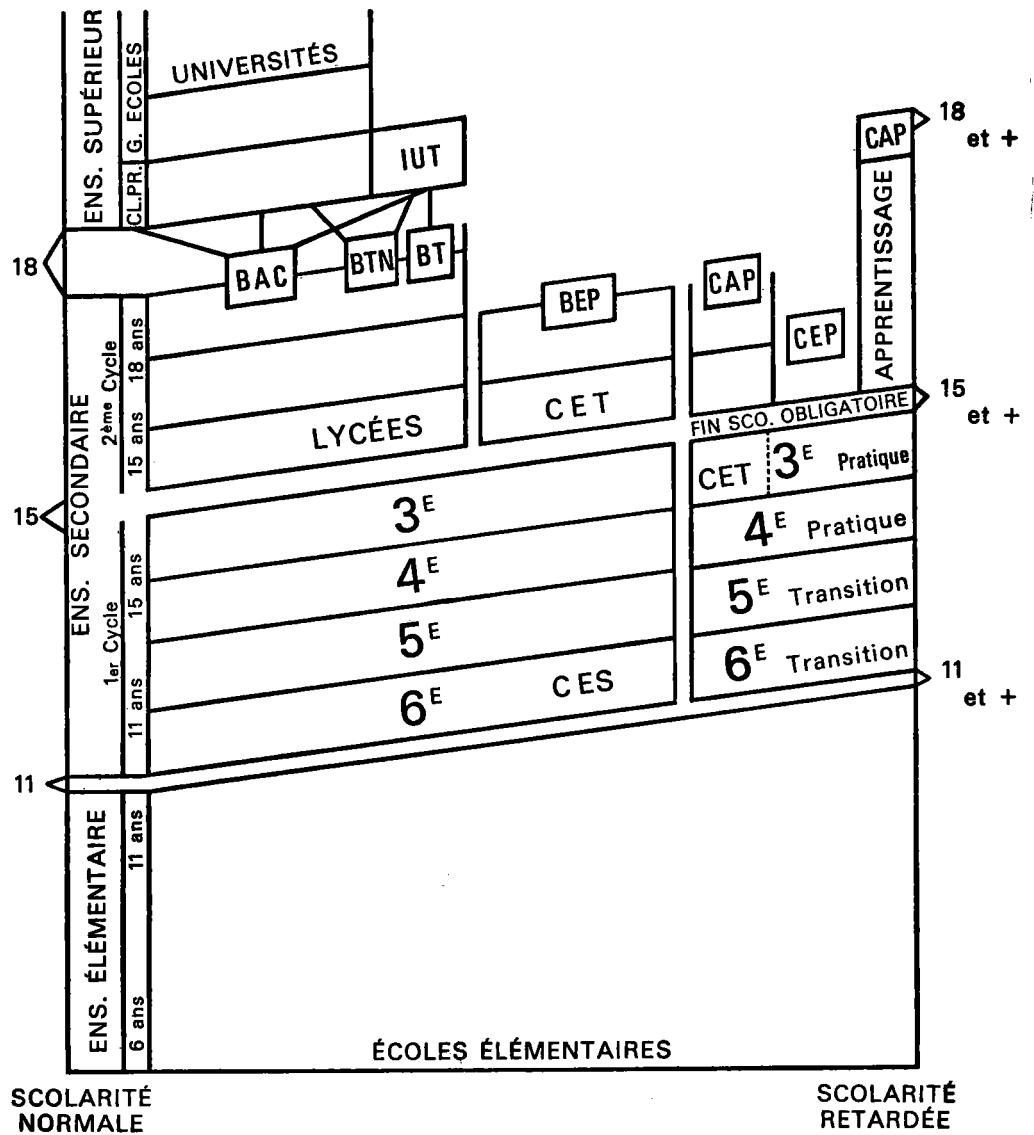 ENS. SUPÉRIEUR
CL.PR. G. ECOLES
UNIVERSITÉS
IUT
18
BAC
BTN
BT
BEP
CAP
CEP
CAP
18
et +
APPRENTISSAGE
ENS. SECONDAIRE
2ème Cycle
15 ans 18 ans
LYCÉES
CET
FIN SCO. OBLIGATOIRE
15
et +
15
1er Cycle
11 ans 15 ans
3E
4E
5E
6E CES
CET 3E Pratique
4E Pratique
5E Transition
6E Transition
11
et +
11
ENS. ÉLÉMENTAIRE
6 ans 11 ans
ÉCOLES ÉLÉMENTAIRES
SCOLARITÉ
NORMALE
SCOLARITÉ
RETARDÉE